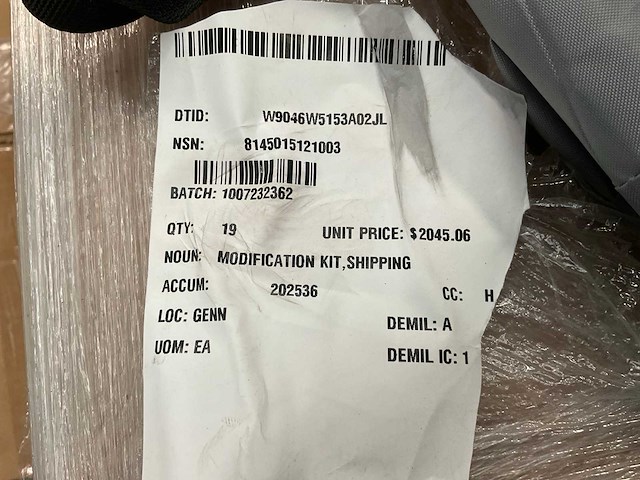 DTID: W9046W5153A02JL
NSN: 8145015121003
BATCH: 1007232362
QTY: 19 UNIT PRICE: $2045.06
NOUN: MODIFICATION KIT,SHIPPING
ACCUM: 202536 CC: H
LOC: GENN DEMIL: A
UOM: EA DEMIL IC: 1